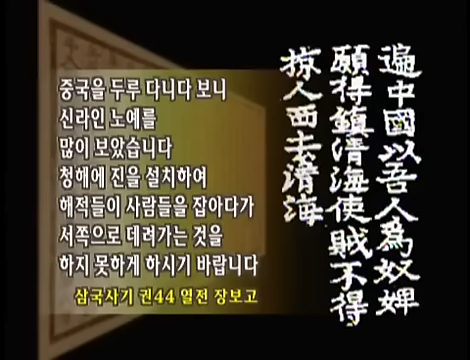 중국을 두루 다니다 보니
신라인 노예를
많이 보았습니다
청해에 진을 설치하여
해적들이 사람들을 잡아다가
서쪽으로 데려가는 것을
하지 못하게 하시기 바랍니다
삼국사기 권44 열전 장보고
遍中國以吾人爲奴婢
願得鎮清海使賊不得
掠人西去清海